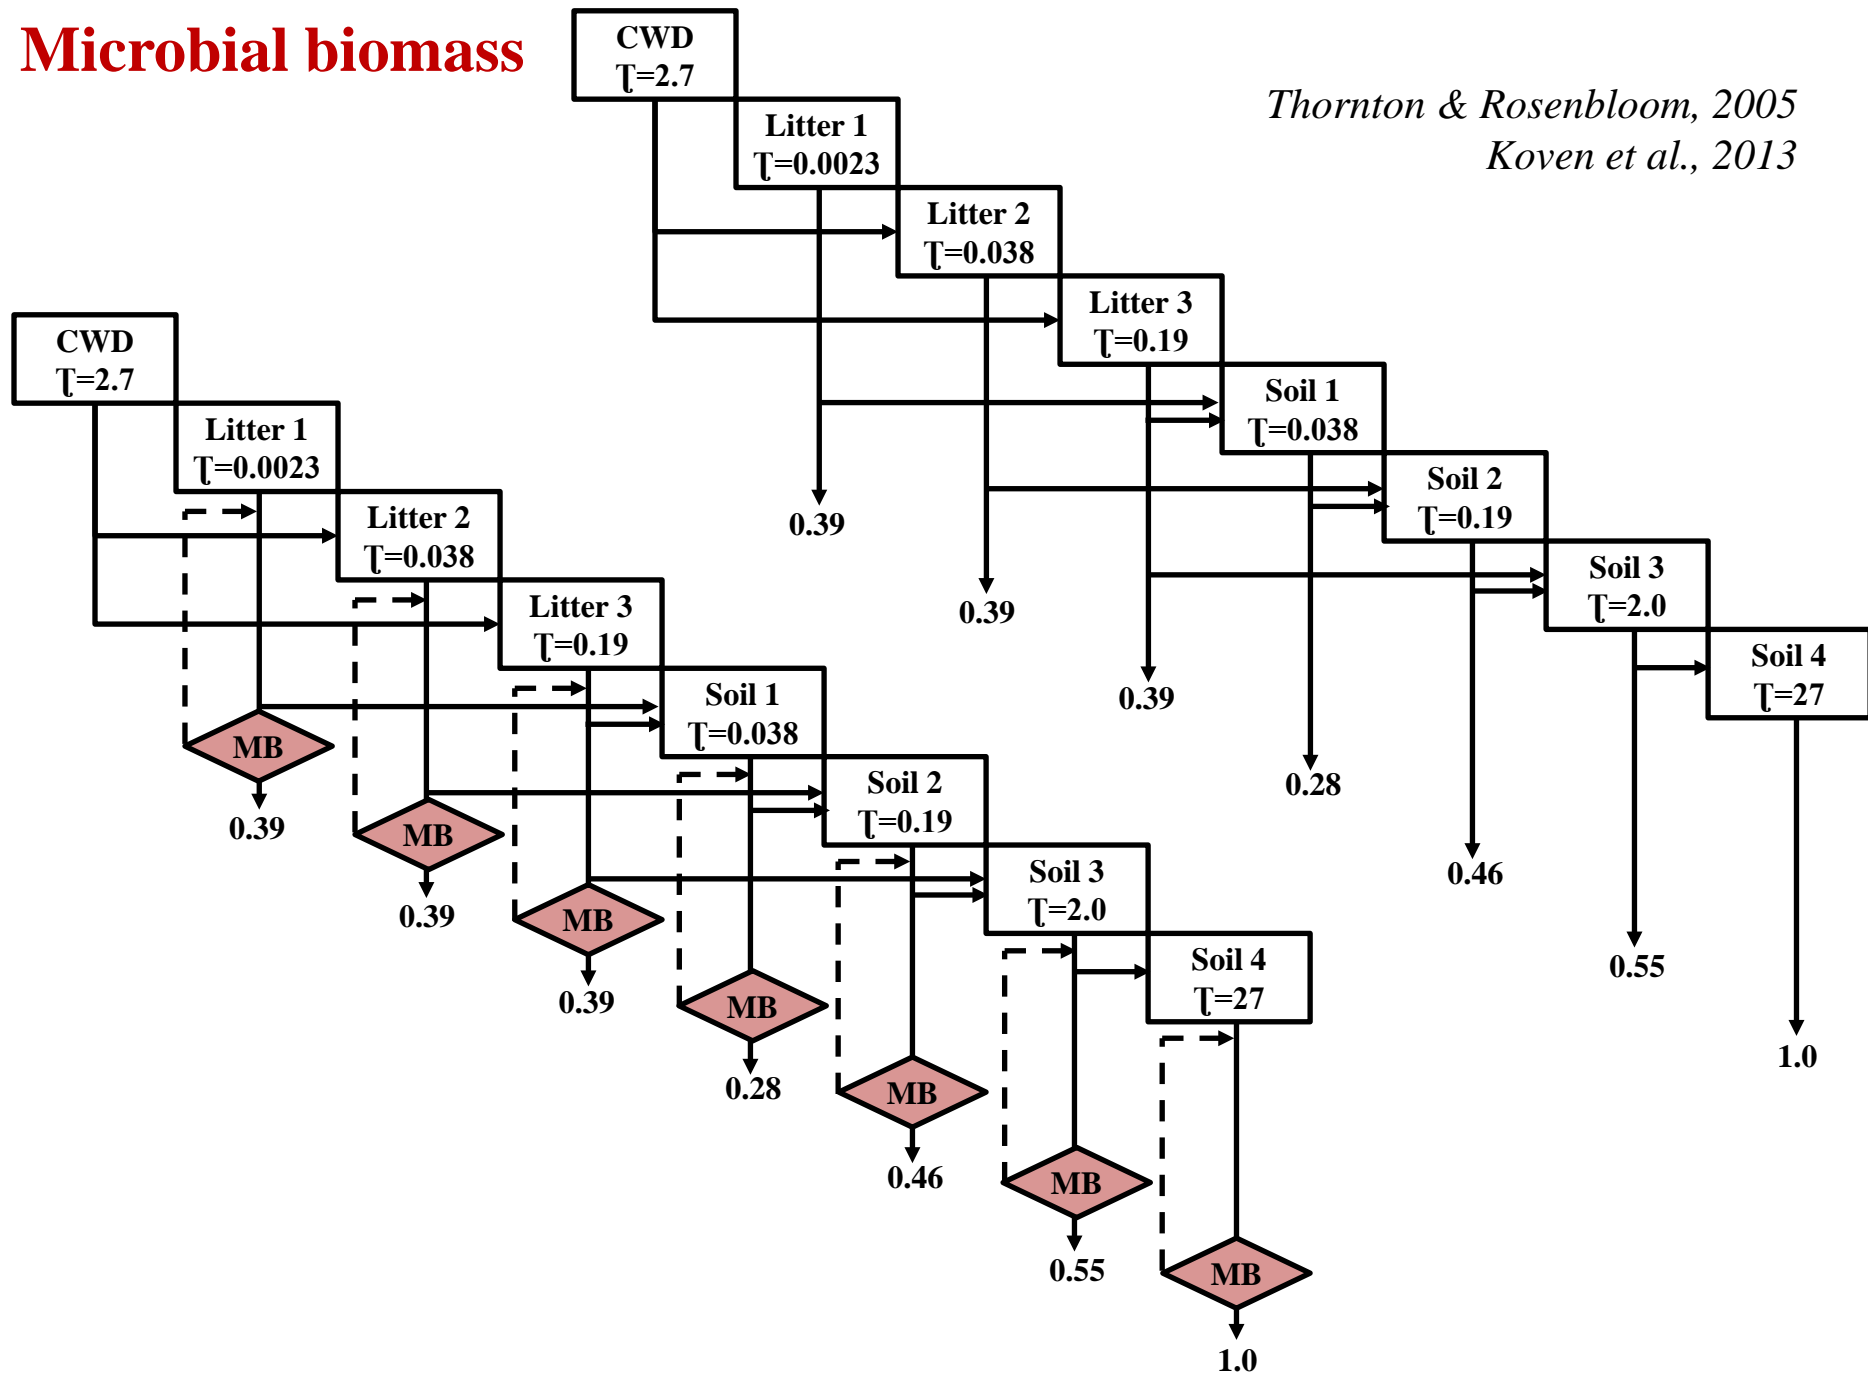 Microbial biomass
Thornton & Rosenbloom, 2005
Koven et al., 2013
CWD
Ʈ=2.7
Litter 1
Ʈ=0.0023
Litter 2
Ʈ=0.038
Litter 3
Ʈ=0.19
Soil 1
Ʈ=0.038
Soil 2
Ʈ=0.19
Soil 3
Ʈ=2.0
Soil 4
Ʈ=27
0.39
0.39
0.39
0.28
0.46
0.55
1.0
CWD
Ʈ=2.7
Litter 1
Ʈ=0.0023
Litter 2
Ʈ=0.038
Litter 3
Ʈ=0.19
Soil 1
Ʈ=0.038
Soil 2
Ʈ=0.19
Soil 3
Ʈ=2.0
Soil 4
Ʈ=27
MB
0.39
MB
0.39
MB
0.39
MB
0.28
MB
0.46
MB
0.55
MB
1.0